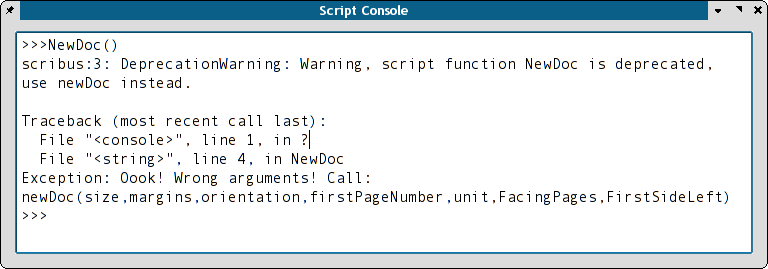 Script Console
>>>NewDoc()
scribus:3: DeprecationWarning: Warning, script function NewDoc is deprecated,
use newDoc instead.
Traceback (most recent call last):
  File "<console>", line 1, in ?
  File "<string>", line 4, in NewDoc
Exception: Oook! Wrong arguments! Call:
newDoc(size,margins,orientation,firstPageNumber,unit,FacingPages,FirstSideLeft)
>>>